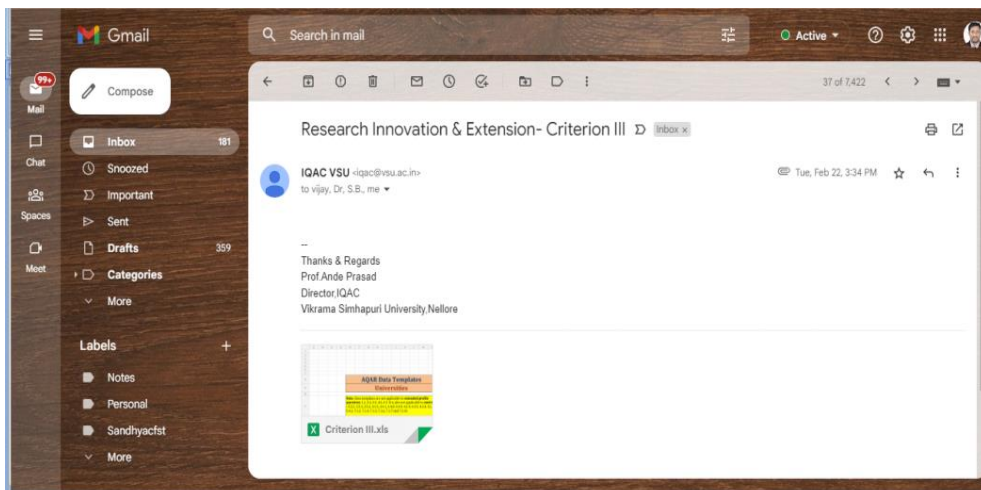 Gmail
Search in mail
Active
99+
Mail
Compose
37 of 7,422
Research Innovation & Extension- Criterion III
Inbox x
Inbox 181
Chat
Snoozed
IQAC VSU <iqac@vsu.ac.in>
Tue, Feb 22, 3:34 PM
to vijay, Dr, S.B., me
Important
Spaces
Sent
Drafts 359
Meet
Categories
More
--
Thanks & Regards
Prof.Ande Prasad
Director,IQAC
Vikrama Simhapuri University,Nellore
Labels
Notes
Personal
Sandhyacfst
More
AQAR Data Templates
Universities
X Criterion III.xls